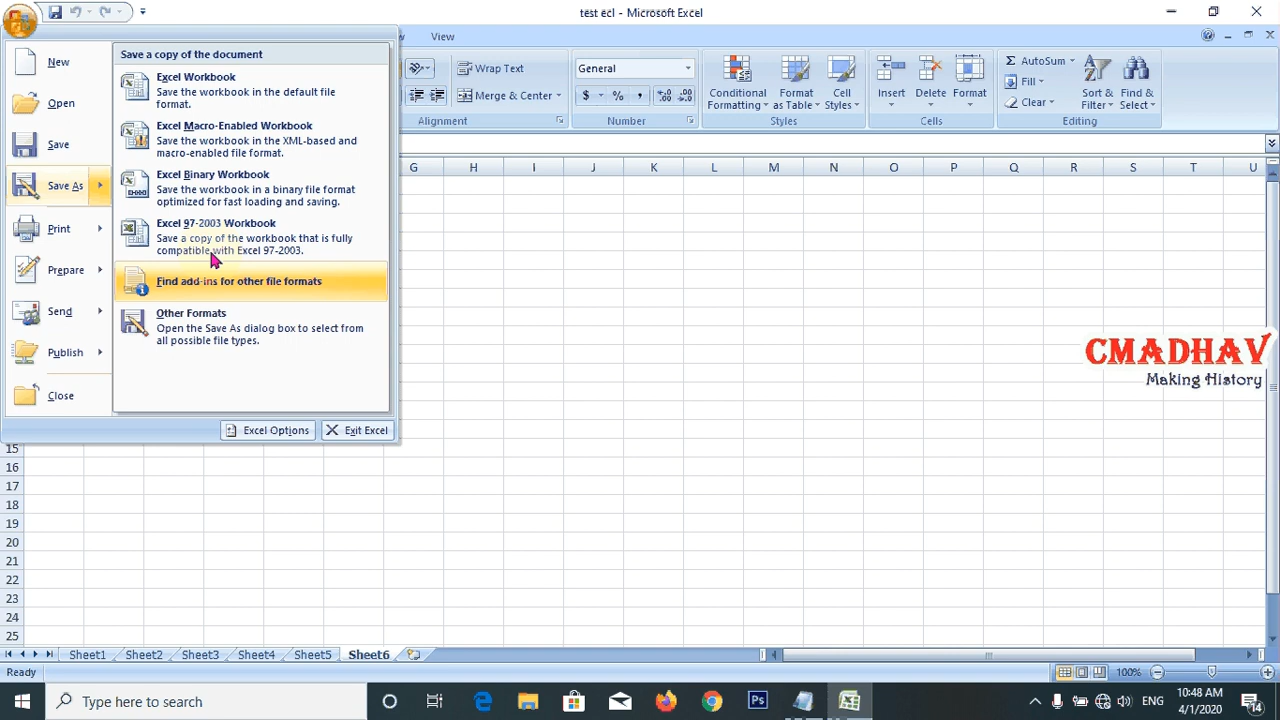 test ecl - Microsoft Excel
View
New
Open
Save
Save As
Print
Prepare
Send
Publish
Close
Save a copy of the document
Excel Workbook
Save the workbook in the default file
format.
Excel Macro-Enabled Workbook
Save the workbook in the XML-based and
macro-enabled file format.
Excel Binary Workbook
Save the workbook in a binary file format
optimized for fast loading and saving.
Excel 97-2003 Workbook
Save a copy of the workbook that is fully
compatible with Excel 97-2003.
Find add-ins for other file formats
Other Formats
Open the Save As dialog box to select from
all possible file types.
Excel Options
Exit Excel
Wrap Text
Merge & Center
Alignment
General
$ % ,
Number
Conditional
Formatting
Format
as Table
Cell
Styles
Styles
Insert
Delete
Format
Cells
AutoSum
Fill
Clear
Sort &
Filter
Find &
Select
Editing
G H I J K L M N O P Q R S T U
CMADHAV
Making History
15
16
17
18
19
20
21
22
23
24
25
Sheet1 Sheet2 Sheet3 Sheet4 Sheet5 Sheet6
Ready
100%
Type here to search
ENG
10:48 AM
4/1/2020
14